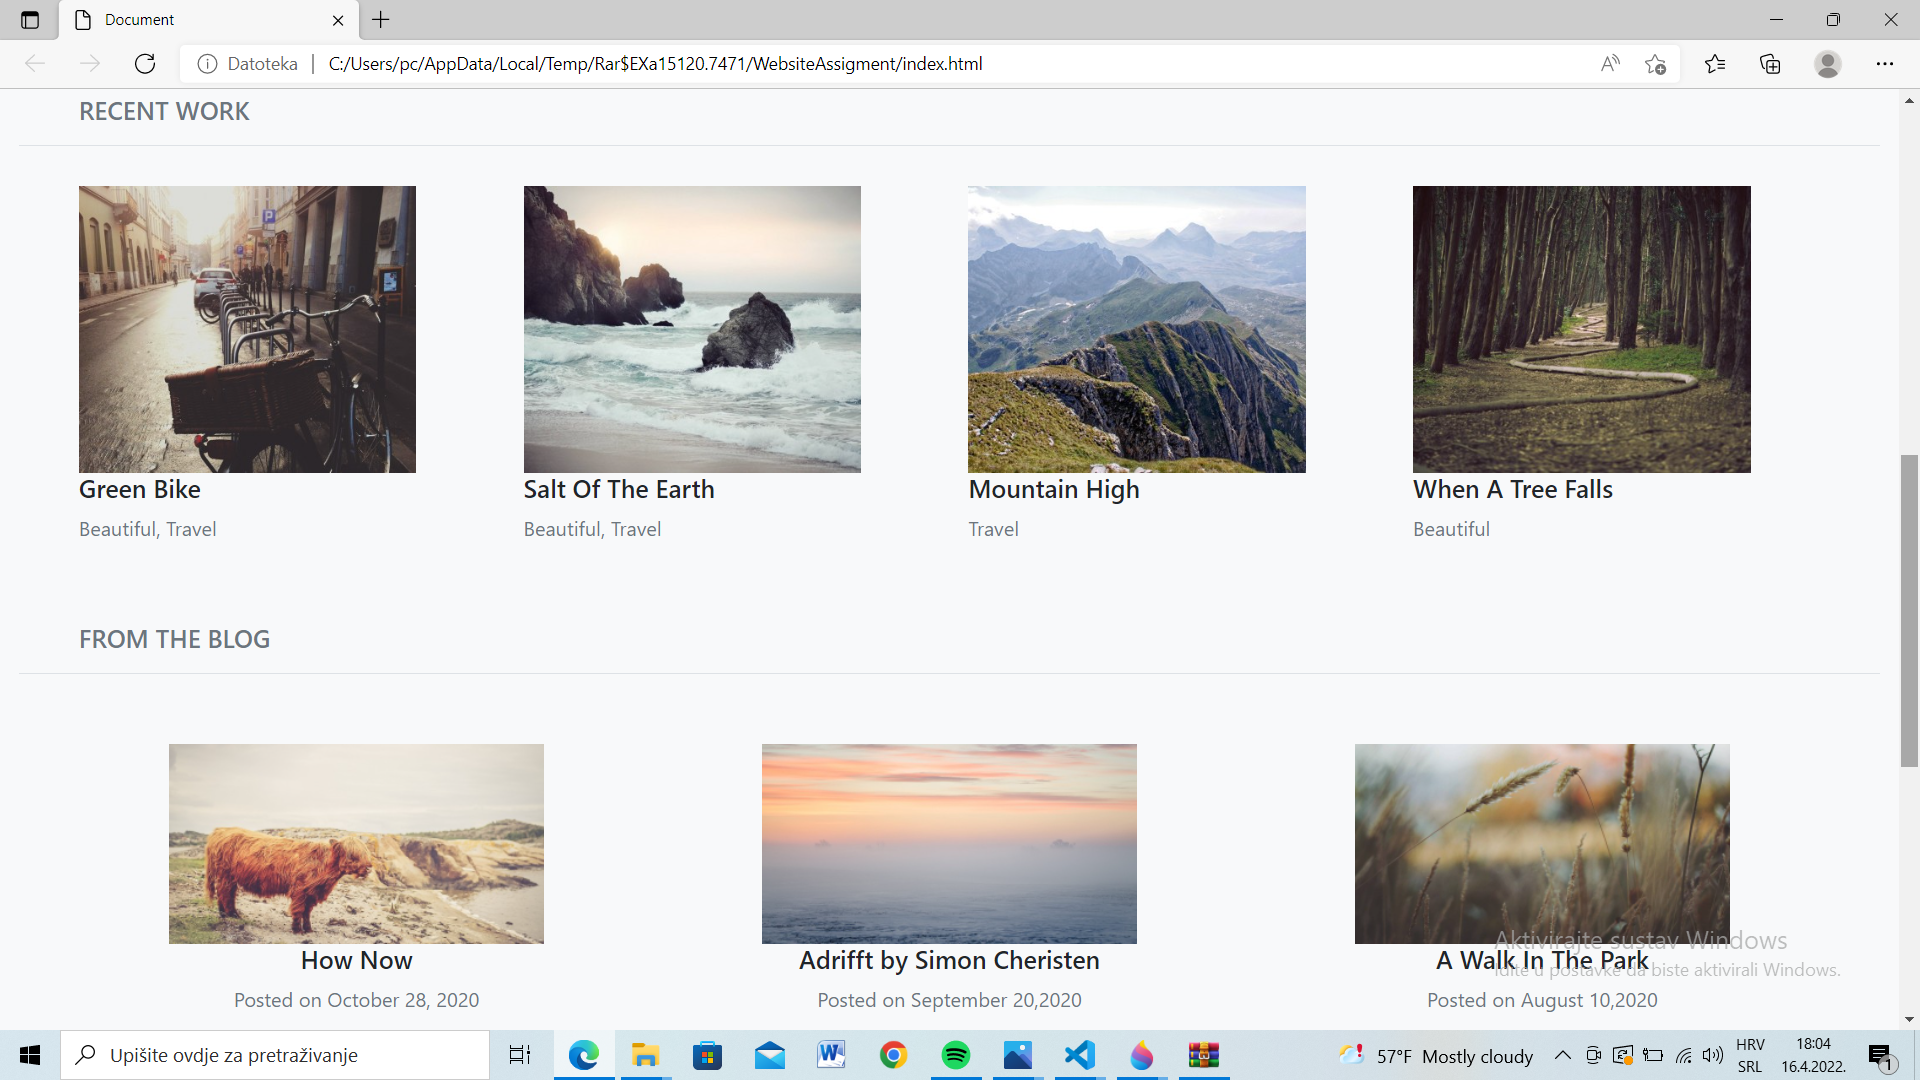 Document
Datoteka
C:/Users/pc/AppData/Local/Temp/Rar$EXa15120.7471/WebsiteAssigment/index.html
RECENT WORK
Green Bike
Salt Of The Earth
Mountain High
When A Tree Falls
Beautiful, Travel
Beautiful, Travel
Travel
Beautiful
FROM THE BLOG
How Now
Adrifft by Simon Cheristen
A Walk In The Park
Posted on October 28, 2020
Posted on September 20,2020
Posted on August 10,2020
Aktivirajte sustav Windows
Idite u postavke da biste aktivirali Windows.
Upišite ovdje za pretraživanje
57°F Mostly cloudy
HRV
SRL
18:04
16.4.2022.
1